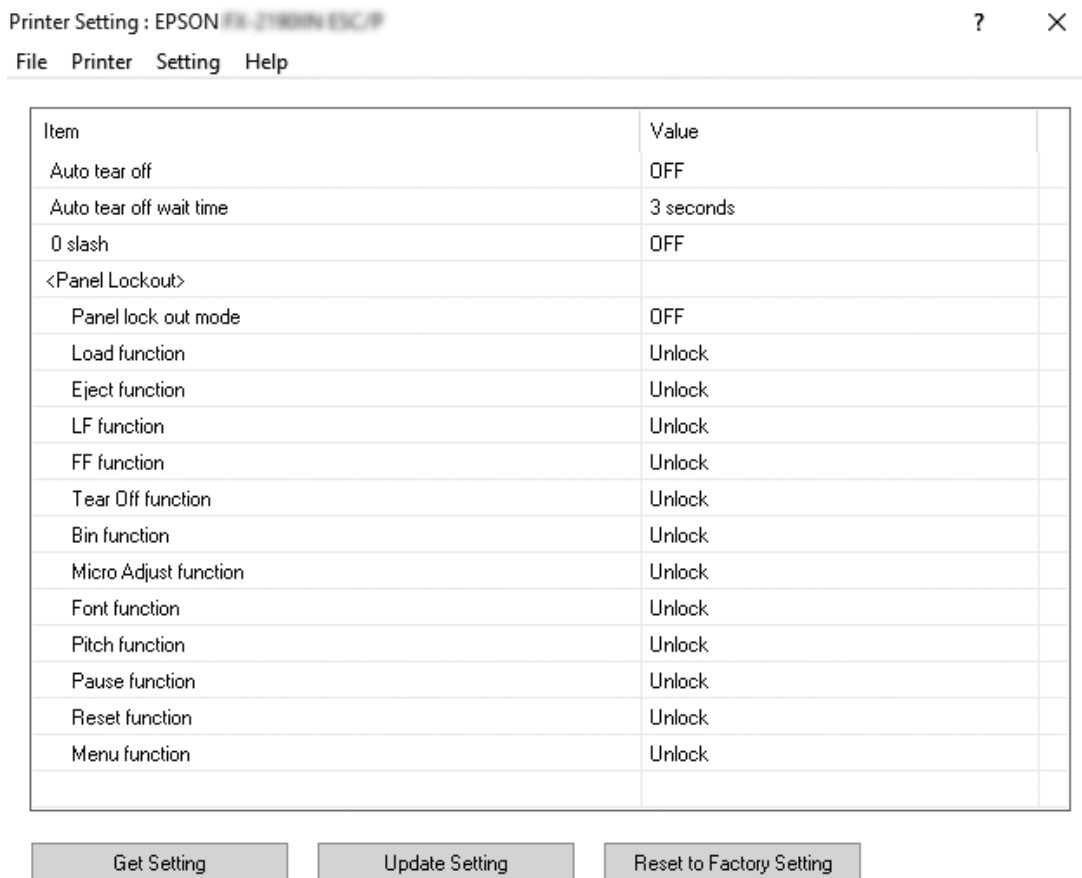 Printer Setting : EPSON
? ×
File Printer Setting Help
Item Value
Auto tear off OFF
Auto tear off wait time 3 seconds
0 slash OFF
<Panel Lockout>
Panel lock out mode OFF
Load function Unlock
Eject function Unlock
LF function Unlock
FF function Unlock
Tear Off function Unlock
Bin function Unlock
Micro Adjust function Unlock
Font function Unlock
Pitch function Unlock
Pause function Unlock
Reset function Unlock
Menu function Unlock
Get Setting Update Setting Reset to Factory Setting